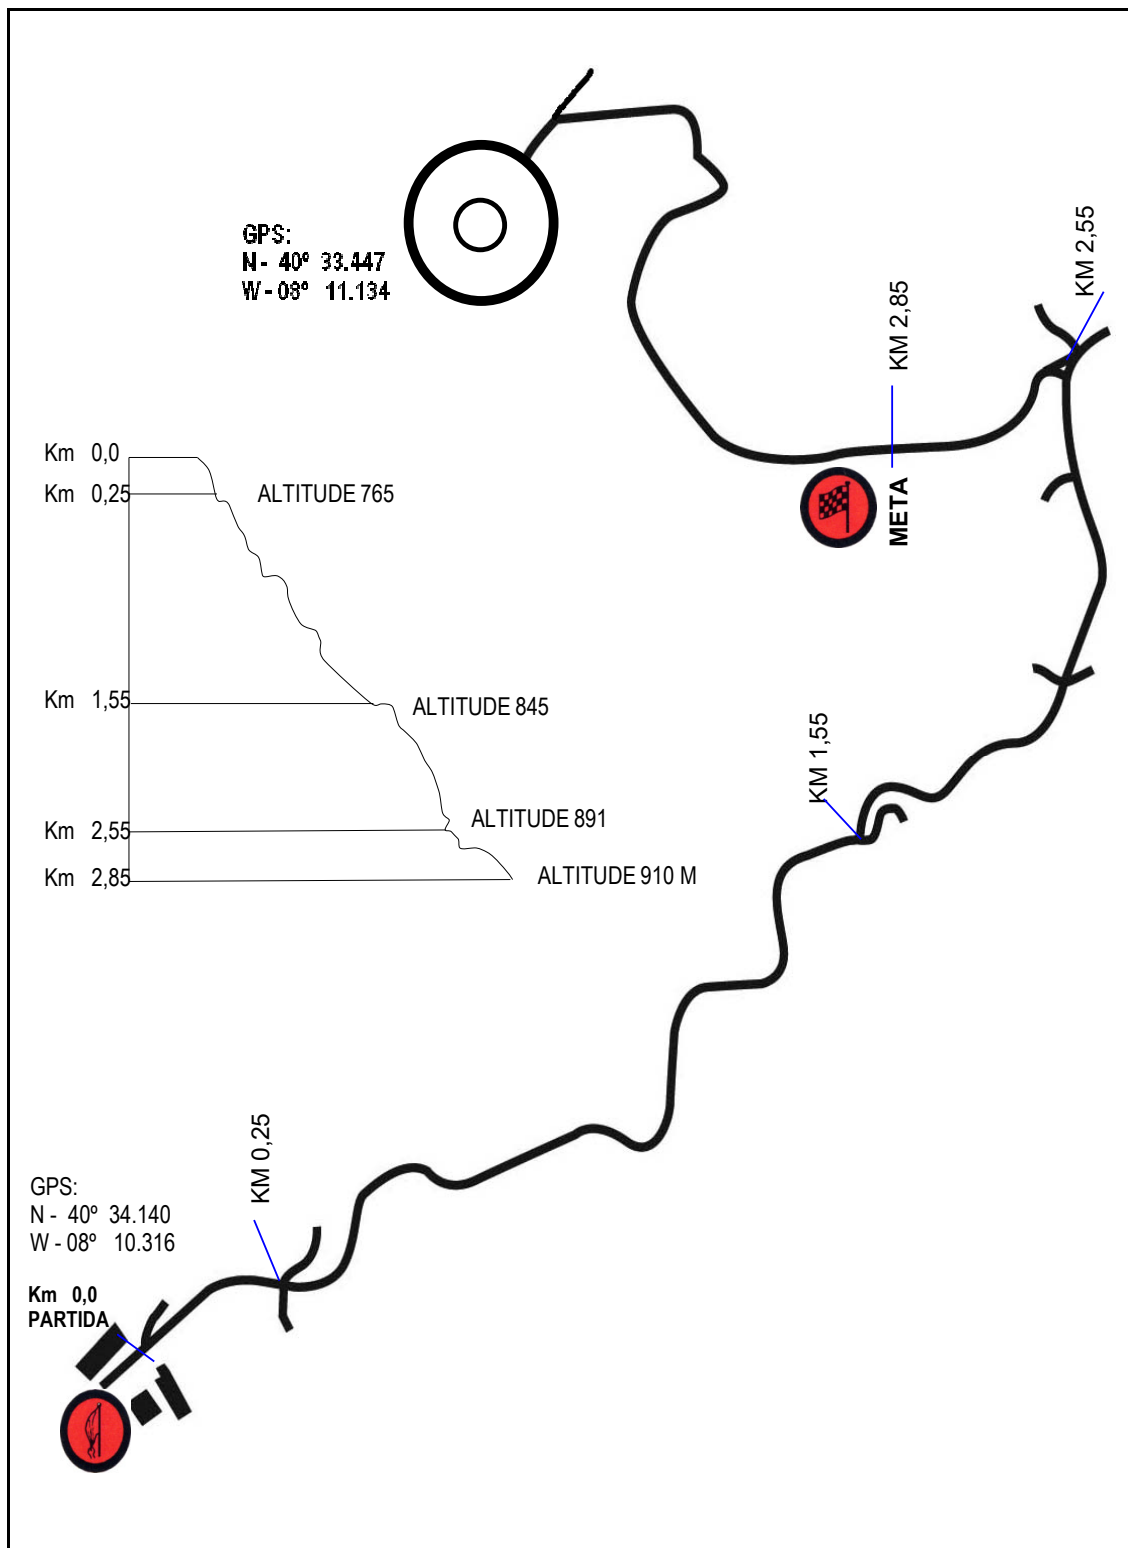 GPS:
N - 40º 33.447
W - 08º 11.134
KM 2,55
KM 2,85
META
Km 0,0
Km 0,25
ALTITUDE 765
Km 1,55
ALTITUDE 845
KM 1,55
ALTITUDE 891
Km 2,55
Km 2,85
ALTITUDE 910 M
KM 0,25
GPS:
N - 40º 34.140
W - 08º 10.316
Km 0,0
PARTIDA